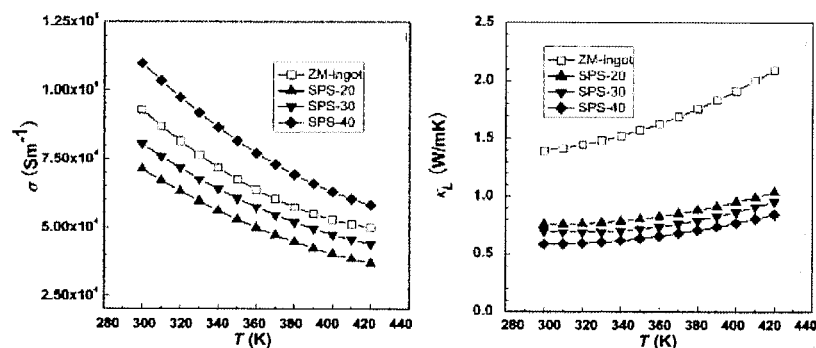 1.25x10⁵
1.00x10⁵
7.50x10⁴
5.00x10⁴
2.50x10⁴
σ (Sm⁻¹)
ZM-ingot
SPS-20
SPS-30
SPS-40
280 300 320 340 360 380 400 420 440
T (K)
2.5
2.0
1.5
1.0
0.5
0.0
κL (W/mK)
ZM-ingot
SPS-20
SPS-30
SPS-40
280 300 320 340 360 380 400 420 440
T (K)